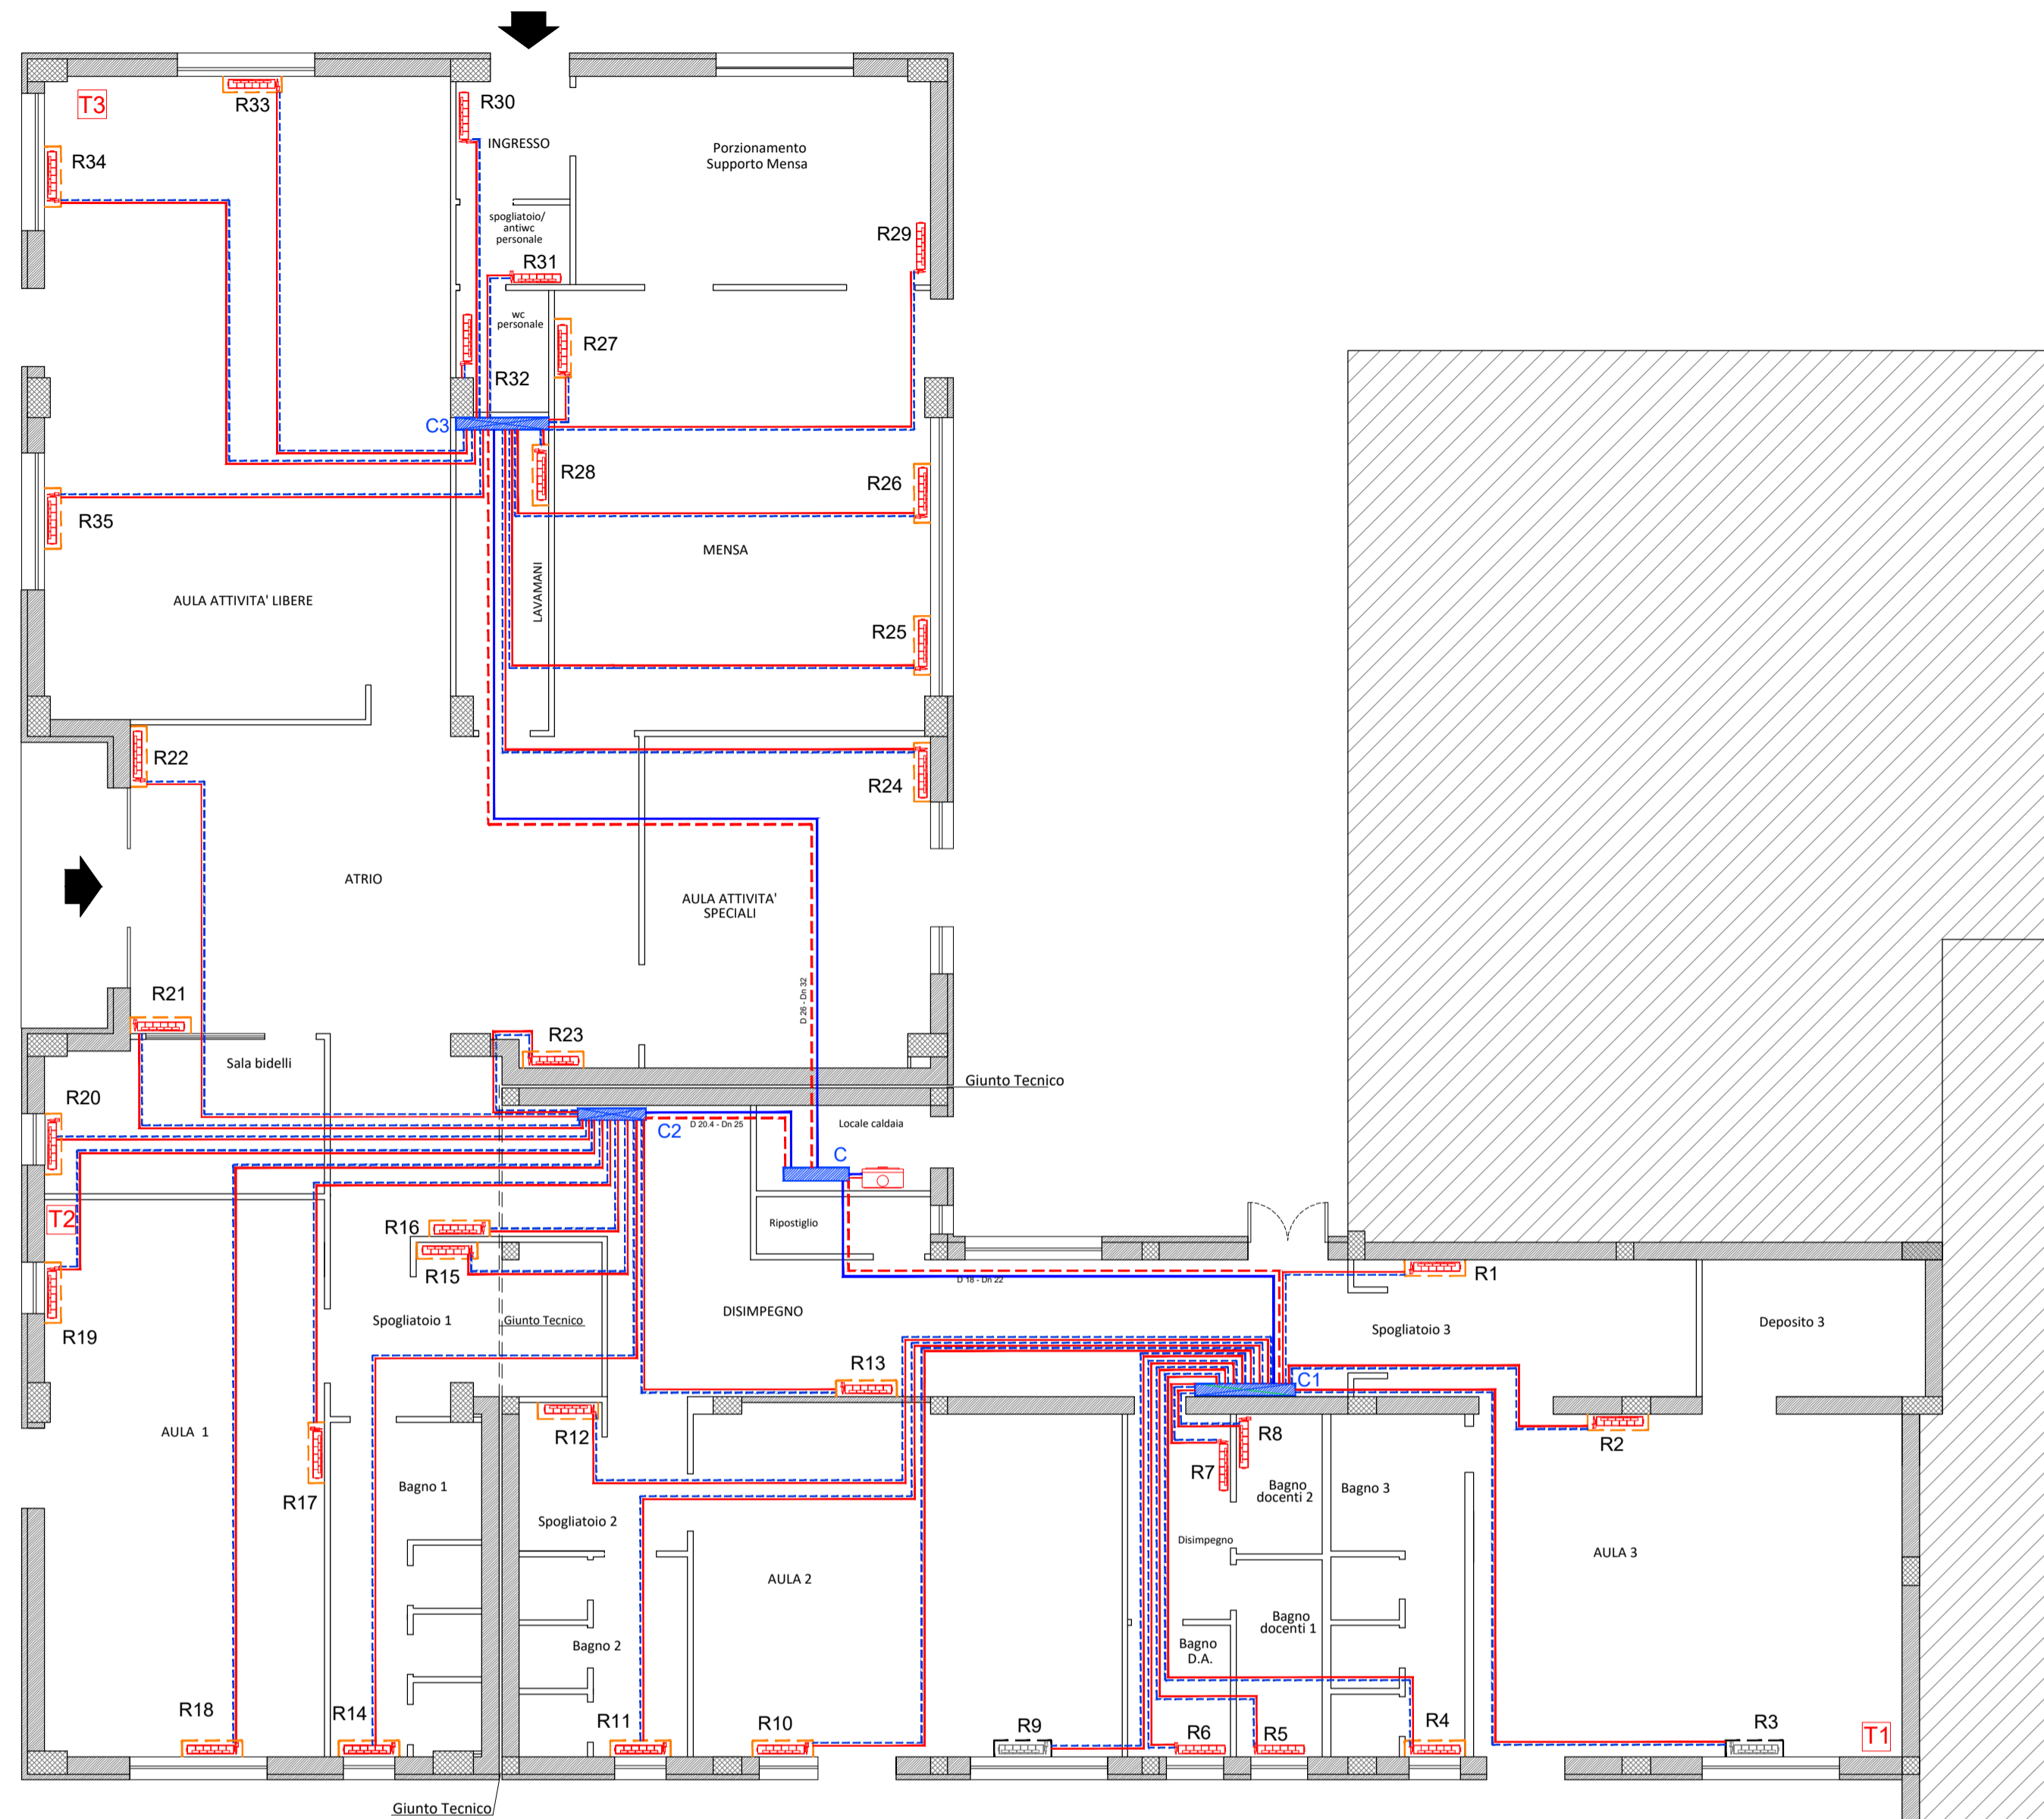 T3
R33
R30
INGRESSO
Porzionamento
Supporto Mensa
R34
spogliatoio/
antiwc
personale
R29
R31
wc
personale
R27
R32
C3
R28
R26
R35
MENSA
AULA ATTIVITA' LIBERE
LAVAMANI
R25
R22
R24
ATRIO
AULA ATTIVITA'
SPECIALI
D 26 - Dn 32
R21
R23
Sala bidelli
Giunto Tecnico
R20
C2
D 20.4 - Dn 25
Locale caldaia
C
T2
R16
Ripostiglio
R15
R1
D 18 - Dn 22
DISIMPEGNO
Spogliatoio 1
Giunto Tecnico
Spogliatoio 3
Deposito 3
R19
R13
C1
R12
R8
R2
AULA 1
R7
Bagno 1
Bagno
docenti 2
Bagno 3
R17
Spogliatoio 2
Disimpegno
AULA 3
AULA 2
Bagno
docenti 1
Bagno 2
Bagno
D.A.
R18
R14
R11
R10
R9
R6
R5
R4
R3
T1
Giunto Tecnico